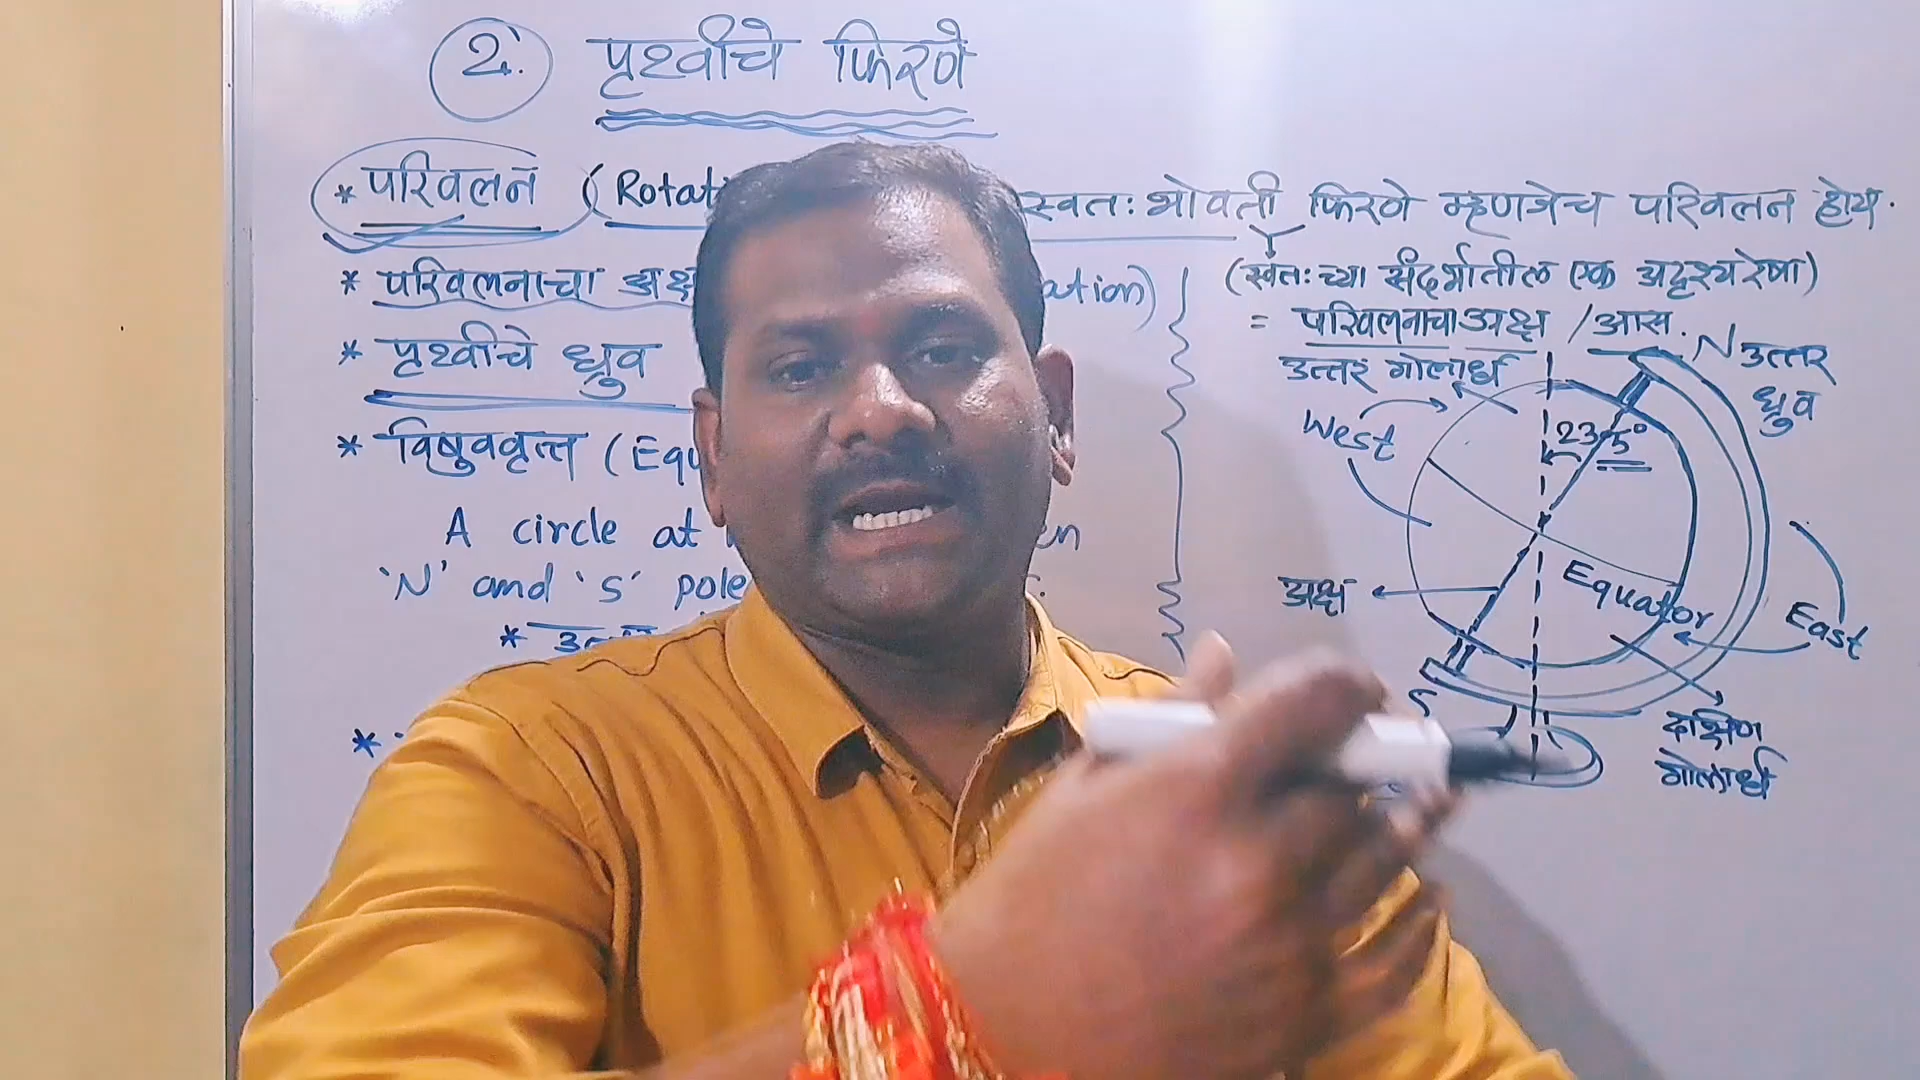 2. पृथ्वीचे फिरणे
* परिवलन (Rotati स्वतः भोवती फिरणे म्हणजेच परिवलन होय.
* परिवलनाचा अक्ष ation)
(स्वतःच्या संदर्भातील एक अदृश्य रेषा)
= परिवलनाचा अक्ष / आस.
* पृथ्वीचे ध्रुव
* विषुववृत्त (Equ
A circle at en
'N' and 'S' pole
*
*
उत्तर गोलार्ध
N उत्तर
ध्रुव
West
23.5°
अक्ष
Equator
East
S
दक्षिण
गोलार्ध